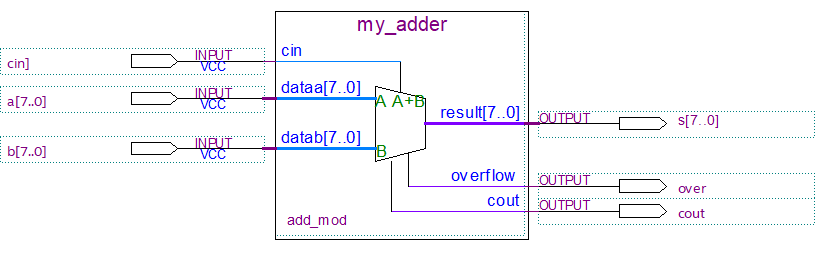 my_adder
cin] INPUT VCC cin
a[7..0] INPUT VCC dataa[7..0] A A+B
result[7..0] OUTPUT s[7..0]
b[7..0] INPUT VCC datab[7..0] B
overflow OUTPUT over
cout OUTPUT cout
add_mod